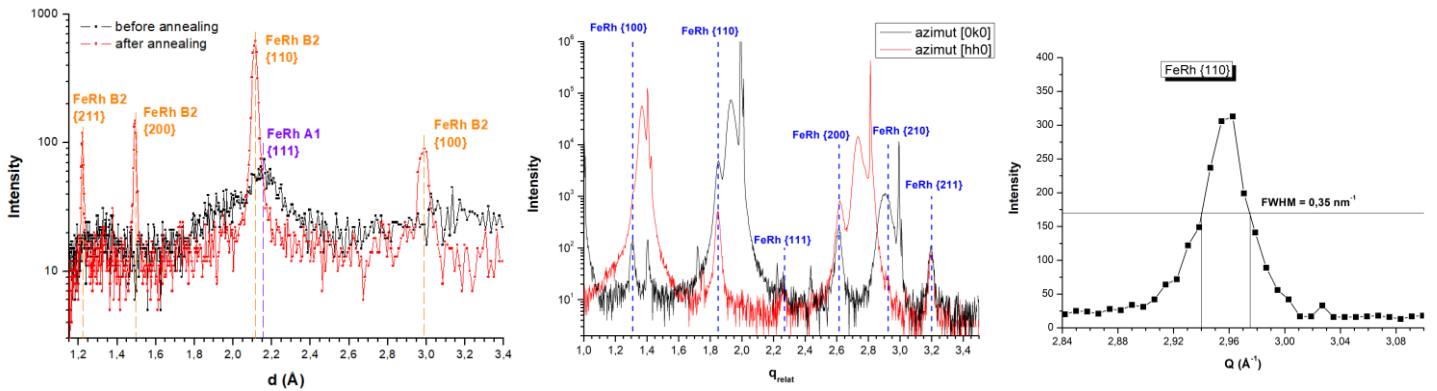 before annealing
after annealing
FeRh B2
{110}
FeRh B2
{211}
FeRh B2
{200}
FeRh A1
{111}
FeRh B2
{100}
1000
100
10
Intensity
1,2 1,4 1,6 1,8 2,0 2,2 2,4 2,6 2,8 3,0 3,2 3,4
d (Å)
azimut [0k0]
azimut [hh0]
FeRh {100}
FeRh {110}
FeRh {200}
FeRh {210}
FeRh {211}
FeRh {111}
10⁶
10⁵
10⁴
10³
10²
10¹
Intensity
1,0 1,2 1,4 1,6 1,8 2,0 2,2 2,4 2,6 2,8 3,0 3,2 3,4
qrelat
FeRh {110}
FWHM = 0,35 nm⁻¹
400
350
300
250
200
150
100
50
0
Intensity
2,84 2,88 2,92 2,96 3,00 3,04 3,08
Q (Å⁻¹)